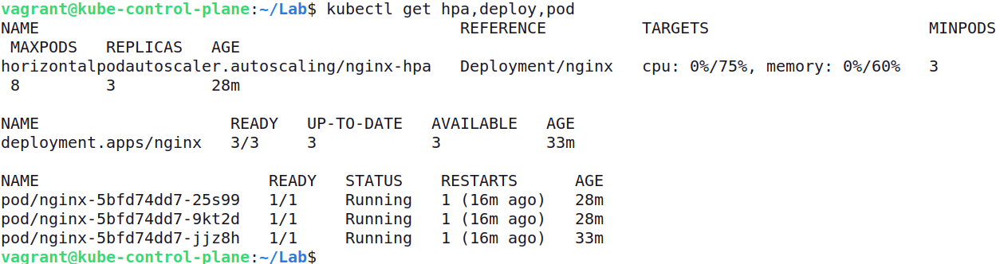 vagrant@kube-control-plane:~/Lab$ kubectl get hpa,deploy,pod
NAME                                            REFERENCE          TARGETS                       MINPODS
 MAXPODS   REPLICAS   AGE
horizontalpodautoscaler.autoscaling/nginx-hpa   Deployment/nginx   cpu: 0%/75%, memory: 0%/60%   3
 8         3          28m

NAME                    READY   UP-TO-DATE   AVAILABLE   AGE
deployment.apps/nginx   3/3     3            3           33m

NAME                        READY   STATUS    RESTARTS      AGE
pod/nginx-5bfd74dd7-25s99   1/1     Running   1 (16m ago)   28m
pod/nginx-5bfd74dd7-9kt2d   1/1     Running   1 (16m ago)   28m
pod/nginx-5bfd74dd7-jjz8h   1/1     Running   1 (16m ago)   33m
vagrant@kube-control-plane:~/Lab$